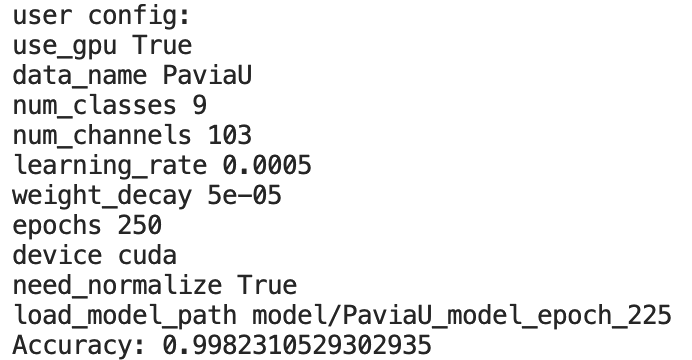 user config:
use_gpu True
data_name PaviaU
num_classes 9
num_channels 103
learning_rate 0.0005
weight_decay 5e-05
epochs 250
device cuda
need_normalize True
load_model_path model/PaviaU_model_epoch_225
Accuracy: 0.9982310529302935